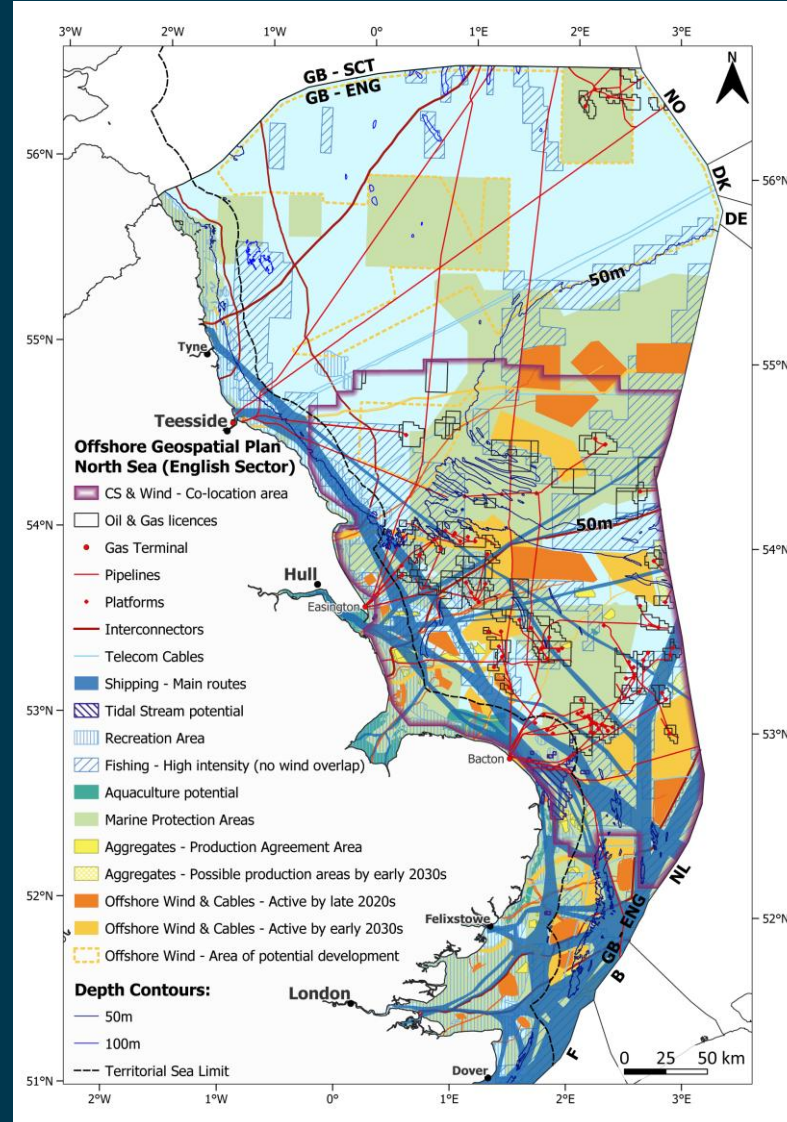 3°W 2°W 1°W 0° 1°E 2°E 3°E
N
GB - SCT
GB - ENG
NO
DK
DE
56°N
56°N
50m
55°N
55°N
Tyne
Teesside
Offshore Geospatial Plan
North Sea (English Sector)
CS & Wind - Co-location area
Oil & Gas licences
Gas Terminal
Pipelines
Platforms
Interconnectors
Telecom Cables
Shipping - Main routes
Tidal Stream potential
Recreation Area
Fishing - High intensity (no wind overlap)
Aquaculture potential
Marine Protection Areas
Aggregates - Production Agreement Area
Aggregates - Possible production areas by early 2030s
Offshore Wind & Cables - Active by late 2020s
Offshore Wind & Cables - Active by early 2030s
Offshore Wind - Area of potential development
Depth Contours:
50m
100m
Territorial Sea Limit
54°N
50m
54°N
Hull
Easington
53°N
53°N
Bacton
52°N
52°N
Felixstowe
NL
GB - ENG
B
London
F
Dover
0 25 50 km
51°N
51°N
2°W 1°W 0° 1°E 2°E 3°E